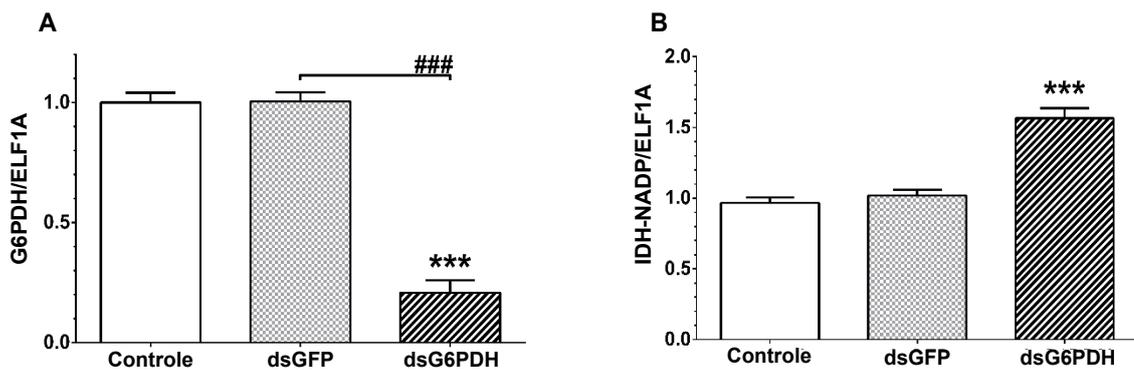 A
G6PDH/ELF1A
1.0
0.5
0.0
###
***
Controle dsGFP dsG6PDH
B
IDH-NADP/ELF1A
2.0
1.5
1.0
0.5
0.0
***
Controle dsGFP dsG6PDH